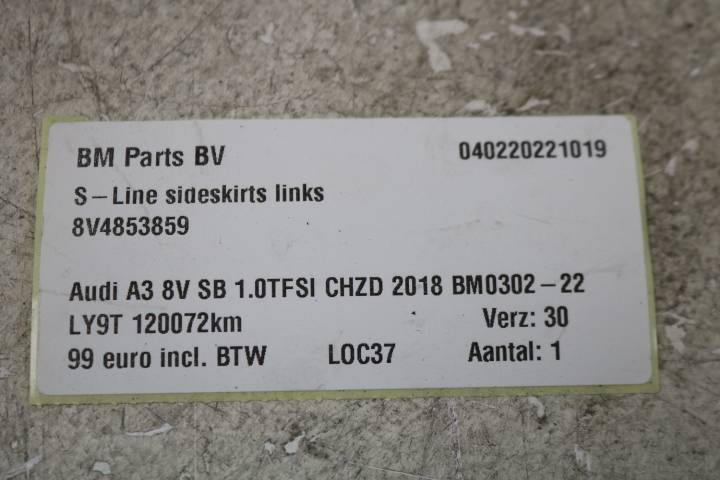 BM Parts BV 040220221019
S-Line sideskirts links
8V4853859
Audi A3 8V SB 1.0TFSI CHZD 2018 BM0302-22
LY9T 120072km Verz: 30
99 euro incl. BTW LOC37 Aantal: 1